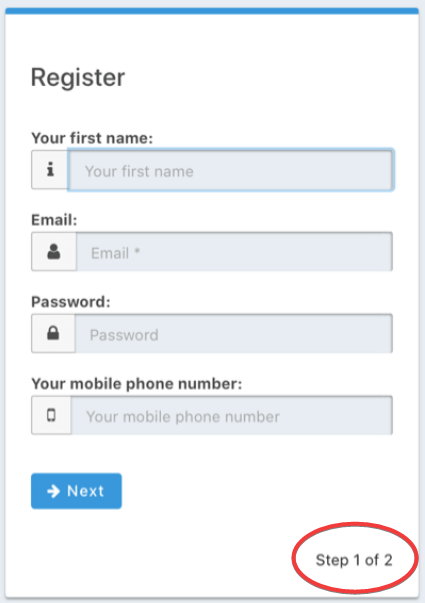 Register
Your first name:
Your first name
Email:
Email *
Password:
Password
Your mobile phone number:
Your mobile phone number
Next
Step 1 of 2